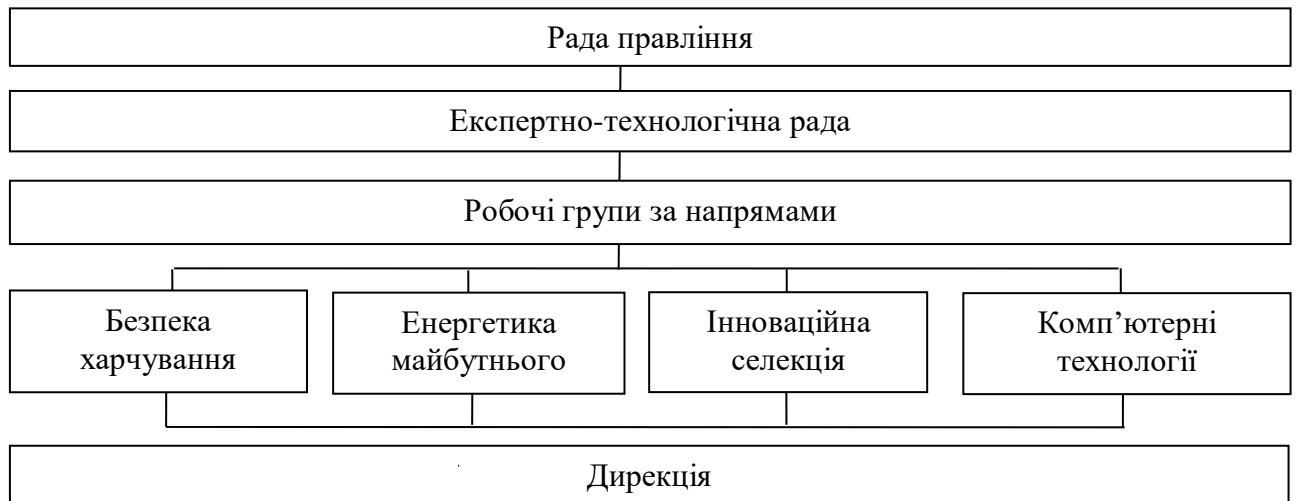 Рада правління
Експертно-технологічна рада
Робочі групи за напрямами
Безпека
харчування
Енергетика
майбутнього
Інноваційна
селекція
Комп’ютерні
технології
Дирекція